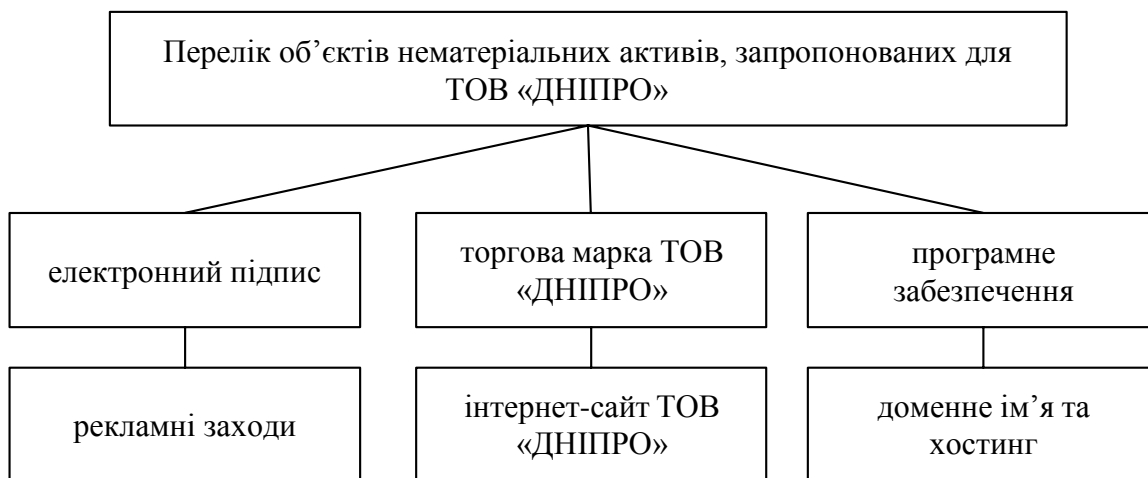 Перелік об’єктів нематеріальних активів, запропонованих для
ТОВ «ДНІПРО»
електронний підпис
торгова марка ТОВ
«ДНІПРО»
програмне
забезпечення
рекламні заходи
інтернет-сайт ТОВ
«ДНІПРО»
доменне ім’я та
хостинг